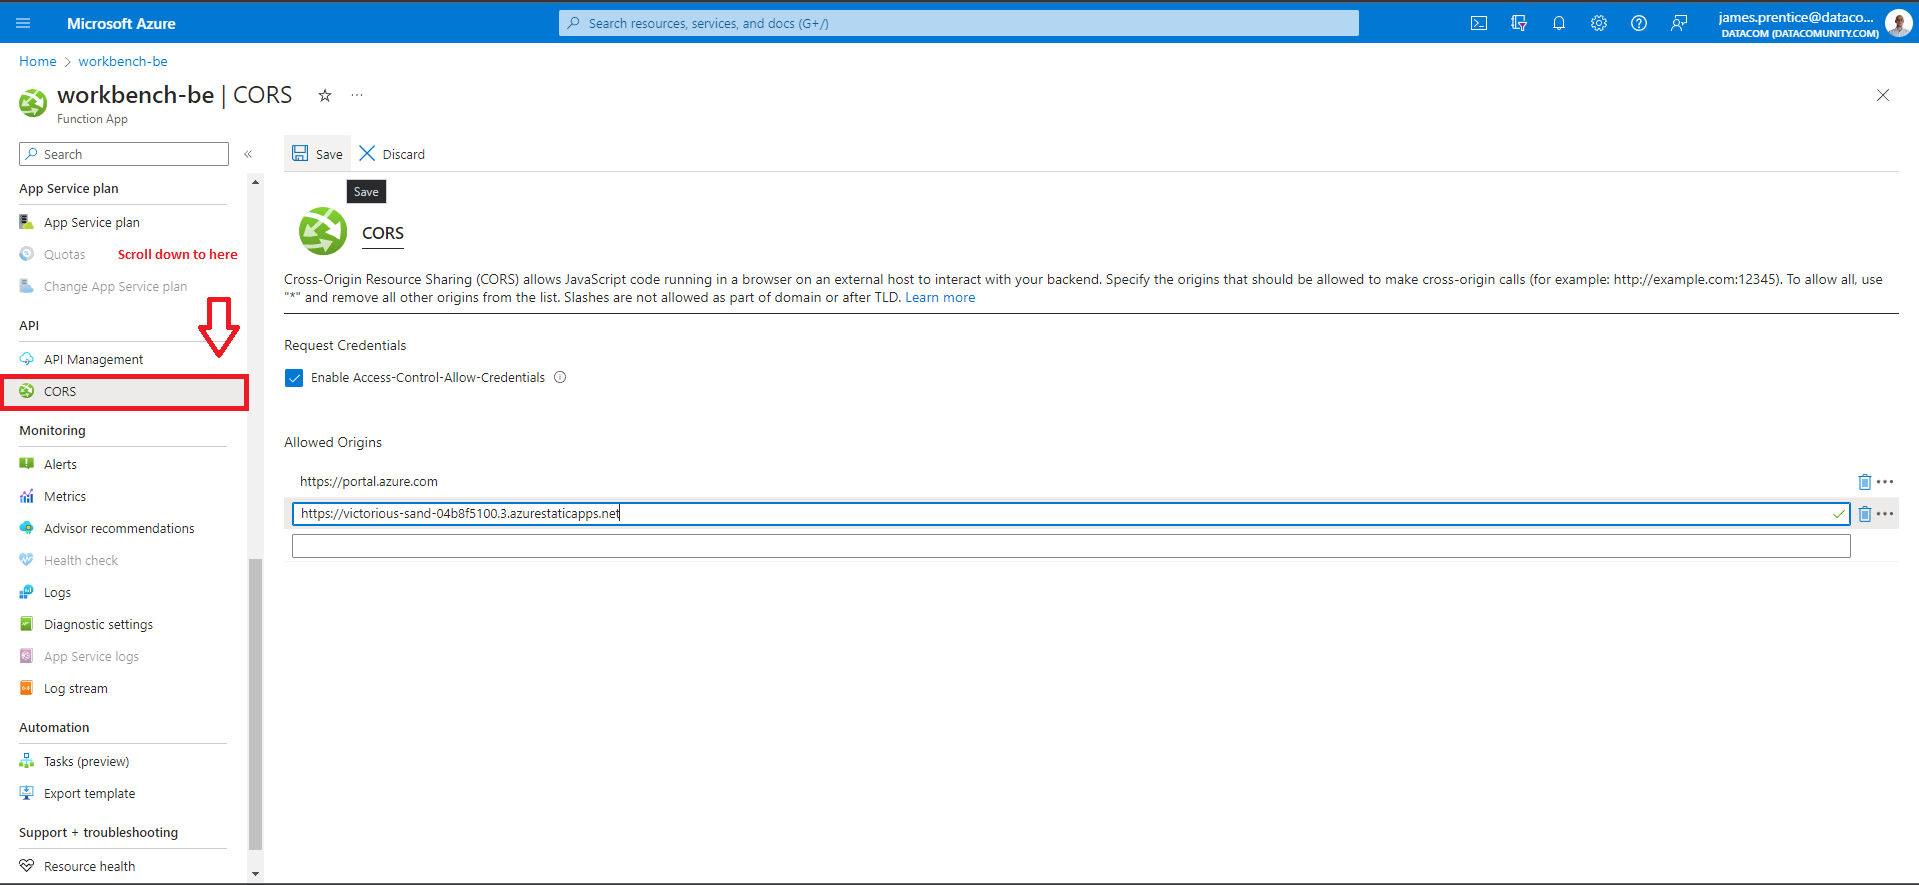 Microsoft Azure
Search resources, services, and docs (G+/)
james.prentice@dataco...
DATACOM (DATACOMUNITY.COM)
Home > workbench-be
workbench-be | CORS ...
Function App
Search
«
Save
Discard
Save
App Service plan
App Service plan
Quotas
Scroll down to here
Change App Service plan
API
API Management
CORS
Monitoring
Alerts
Metrics
Advisor recommendations
Health check
Logs
Diagnostic settings
App Service logs
Log stream
Automation
Tasks (preview)
Export template
Support + troubleshooting
Resource health
CORS
Cross-Origin Resource Sharing (CORS) allows JavaScript code running in a browser on an external host to interact with your backend. Specify the origins that should be allowed to make cross-origin calls (for example: http://example.com:12345). To allow all, use
"*" and remove all other origins from the list. Slashes are not allowed as part of domain or after TLD. Learn more
Request Credentials
Enable Access-Control-Allow-Credentials
Allowed Origins
https://portal.azure.com
https://victorious-sand-04b8f5100.3.azurestaticapps.net